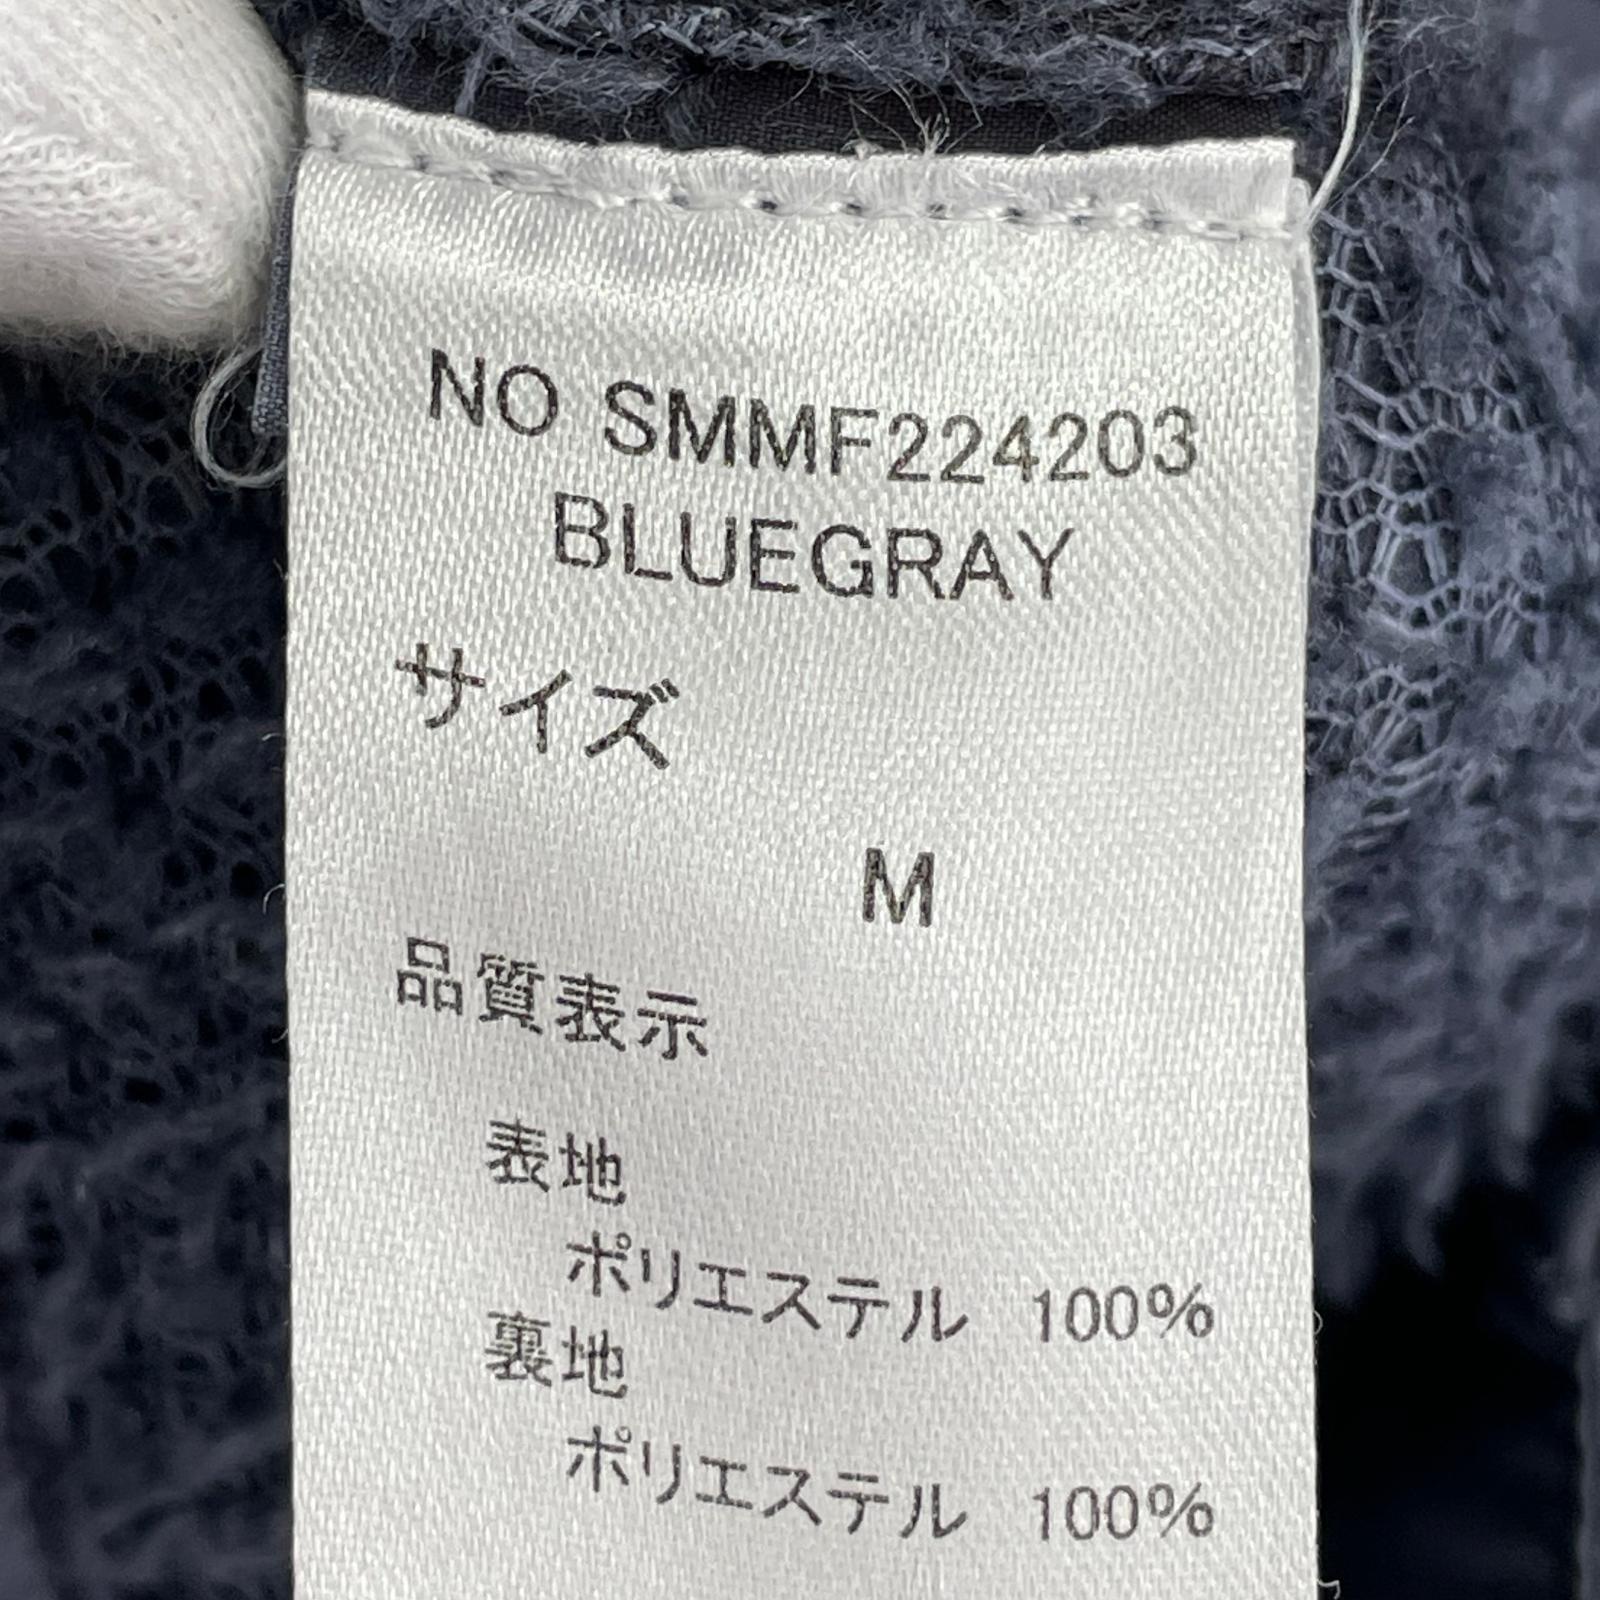 NO SMMF224203
BLUEGRAY
サイズ
M
品質表示
表地
ポリエステル 100%
裏地
ポリエステル 100%